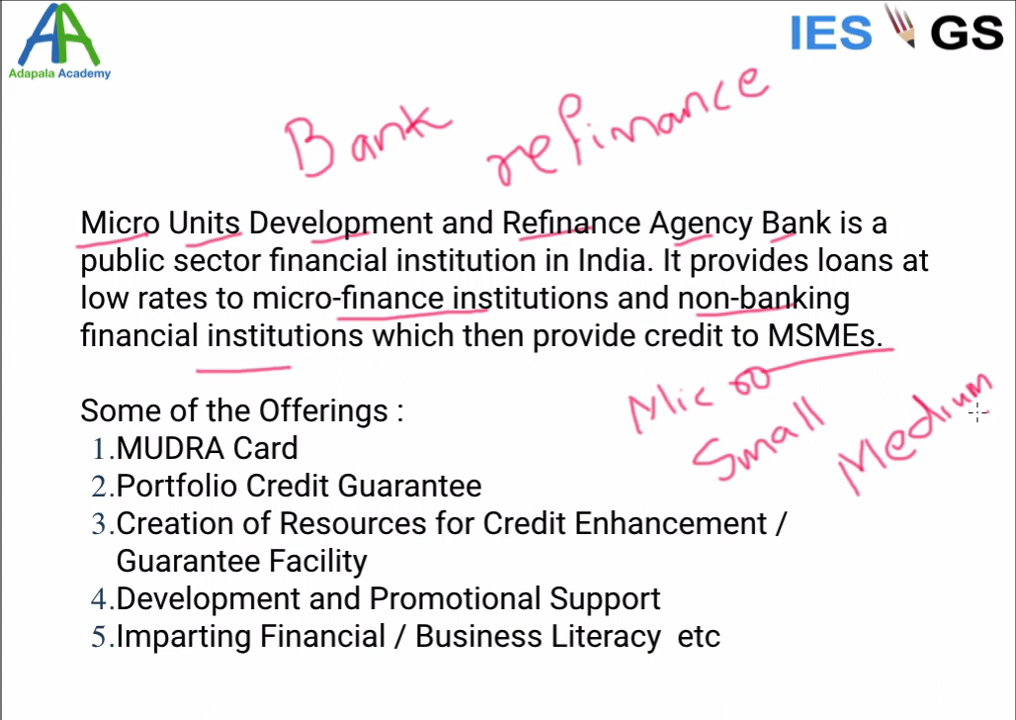 Adapala Academy
IES GS
Bank refinance
Micro Units Development and Refinance Agency Bank is a
public sector financial institution in India. It provides loans at
low rates to micro-finance institutions and non-banking
financial institutions which then provide credit to MSMEs.
Micro
Small
Medium
Some of the Offerings :
1.MUDRA Card
2.Portfolio Credit Guarantee
3.Creation of Resources for Credit Enhancement /
Guarantee Facility
4.Development and Promotional Support
5.Imparting Financial / Business Literacy etc